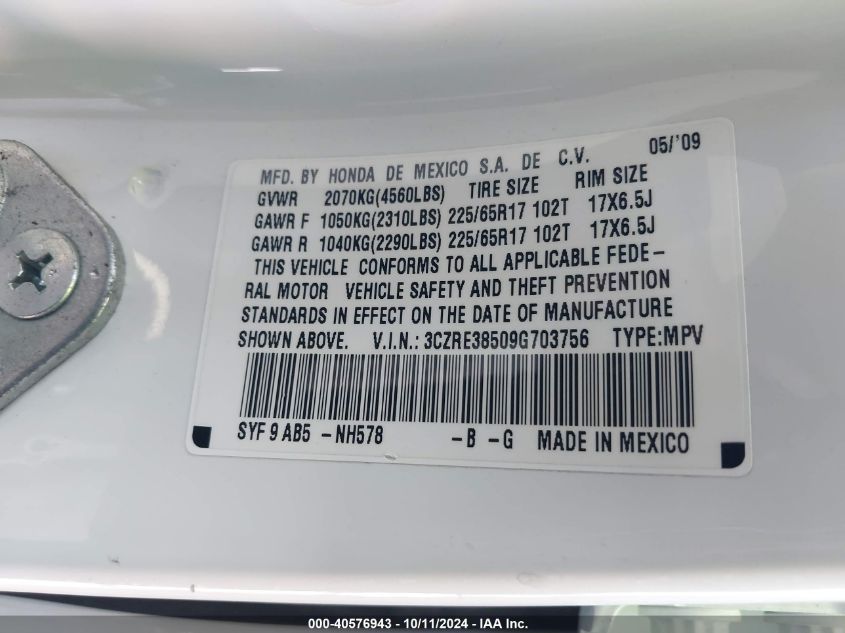 MFD. BY HONDA DE MEXICO S.A. DE C.V. 05/'09
GVWR 2070KG(4560LBS) TIRE SIZE RIM SIZE
GAWR F 1050KG(2310LBS) 225/65R17 102T 17X6.5J
GAWR R 1040KG(2290LBS) 225/65R17 102T 17X6.5J
THIS VEHICLE CONFORMS TO ALL APPLICABLE FEDE-
RAL MOTOR VEHICLE SAFETY AND THEFT PREVENTION
STANDARDS IN EFFECT ON THE DATE OF MANUFACTURE
SHOWN ABOVE. V.I.N.: 3CZRE38509G703756 TYPE:MPV
SYF 9 AB5 -NH578 -B -G MADE IN MEXICO
000-40576943 - 10/11/2024 - IAA Inc.